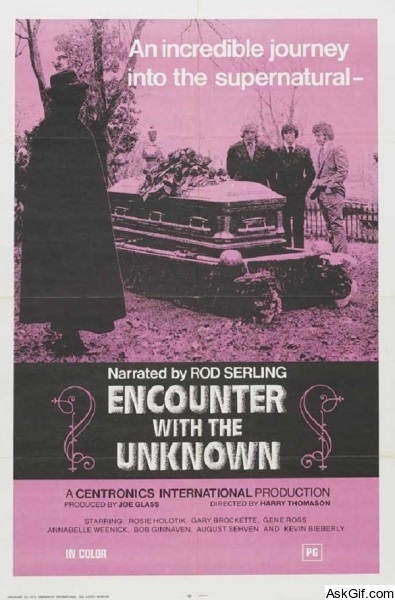 An incredible journey
into the supernatural–
Narrated by ROD SERLING
ENCOUNTER
WITH THE
UNKNOWN
A CENTRONICS INTERNATIONAL PRODUCTION
PRODUCED BY JOE GLASS DIRECTED BY HARRY THOMASON
STARRING: ROSIE HOLOTIK, GARY BROCKETTE, GENE ROSS
ANNABELLE WEENICK, BOB GINNAVEN, AUGUST SEHVEN AND KEVIN BIEBERLY
IN COLOR PG
AskGif.com